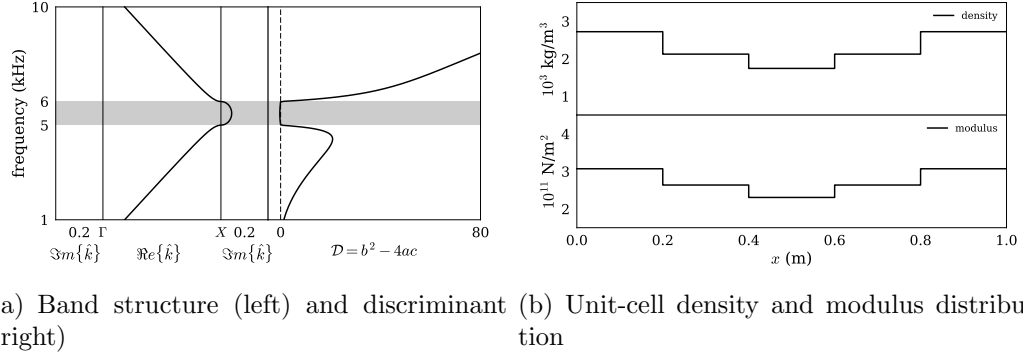 10
6
5
1
frequency (kHz)
0.2 Γ X 0.2 0 80
ℑm{k̂} ℜe{k̂} ℑm{k̂} 𝒟 = b² − 4ac
3
2
1
10³ kg/m³
density
4
3
2
10¹¹ N/m²
modulus
0.0 0.2 0.4 0.6 0.8 1.0
x (m)
a) Band structure (left) and discriminant
right)
(b) Unit-cell density and modulus distribu
tion